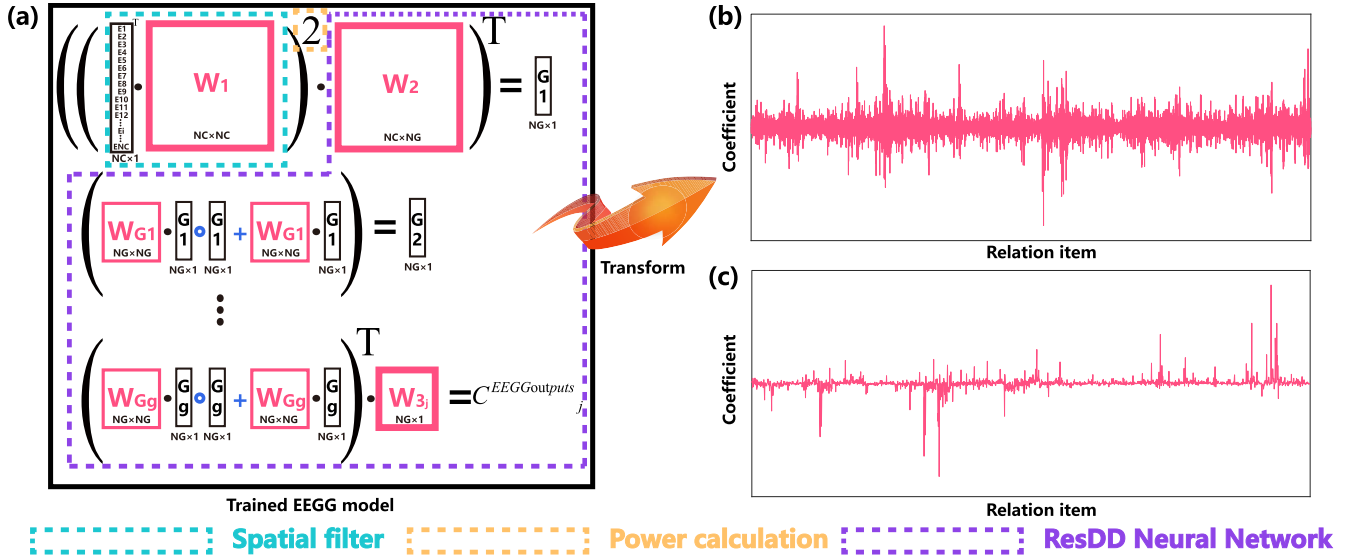 (a)
E1
E2
E3
E4
E5
E6
E7
E8
E9
E10
E11
E12
⋮
Ei
⋮
ENC
T
NC×1
W1
NC×NC
2
W2
NC×NG
T
=
G
1
NG×1
WG1
NG×NG
G
1
NG×1
G
1
NG×1
+
WG1
NG×NG
G
1
NG×1
=
G
2
NG×1
⋮
WGg
NG×NG
G
g
NG×1
G
g
NG×1
+
WGg
NG×NG
G
g
NG×1
T
W3j
NG×1
=C^EEGGoutputs_j
Trained EEGG model
Transform
(b)
Coefficient
Relation item
(c)
Coefficient
Relation item
Spatial filter
Power calculation
ResDD Neural Network